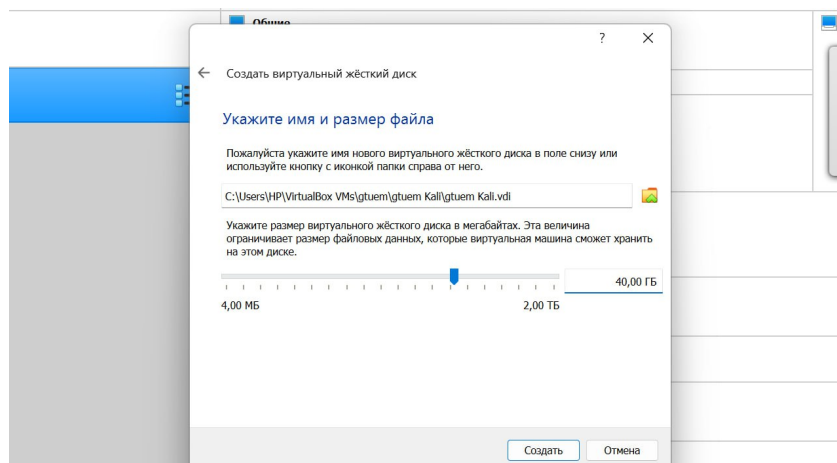 Общие
?
Создать виртуальный жёсткий диск
Укажите имя и размер файла
Пожалуйста укажите имя нового виртуального жёсткого диска в поле снизу или
используйте кнопку с иконкой папки справа от него.
C:\Users\HP\VirtualBox VMs\gtuem\gtuem Kali\gtuem Kali.vdi
Укажите размер виртуального жёсткого диска в мегабайтах. Эта величина
ограничивает размер файловых данных, которые виртуальная машина сможет хранить
на этом диске.
40,00 ГБ
4,00 МБ 2,00 ТБ
Создать Отмена